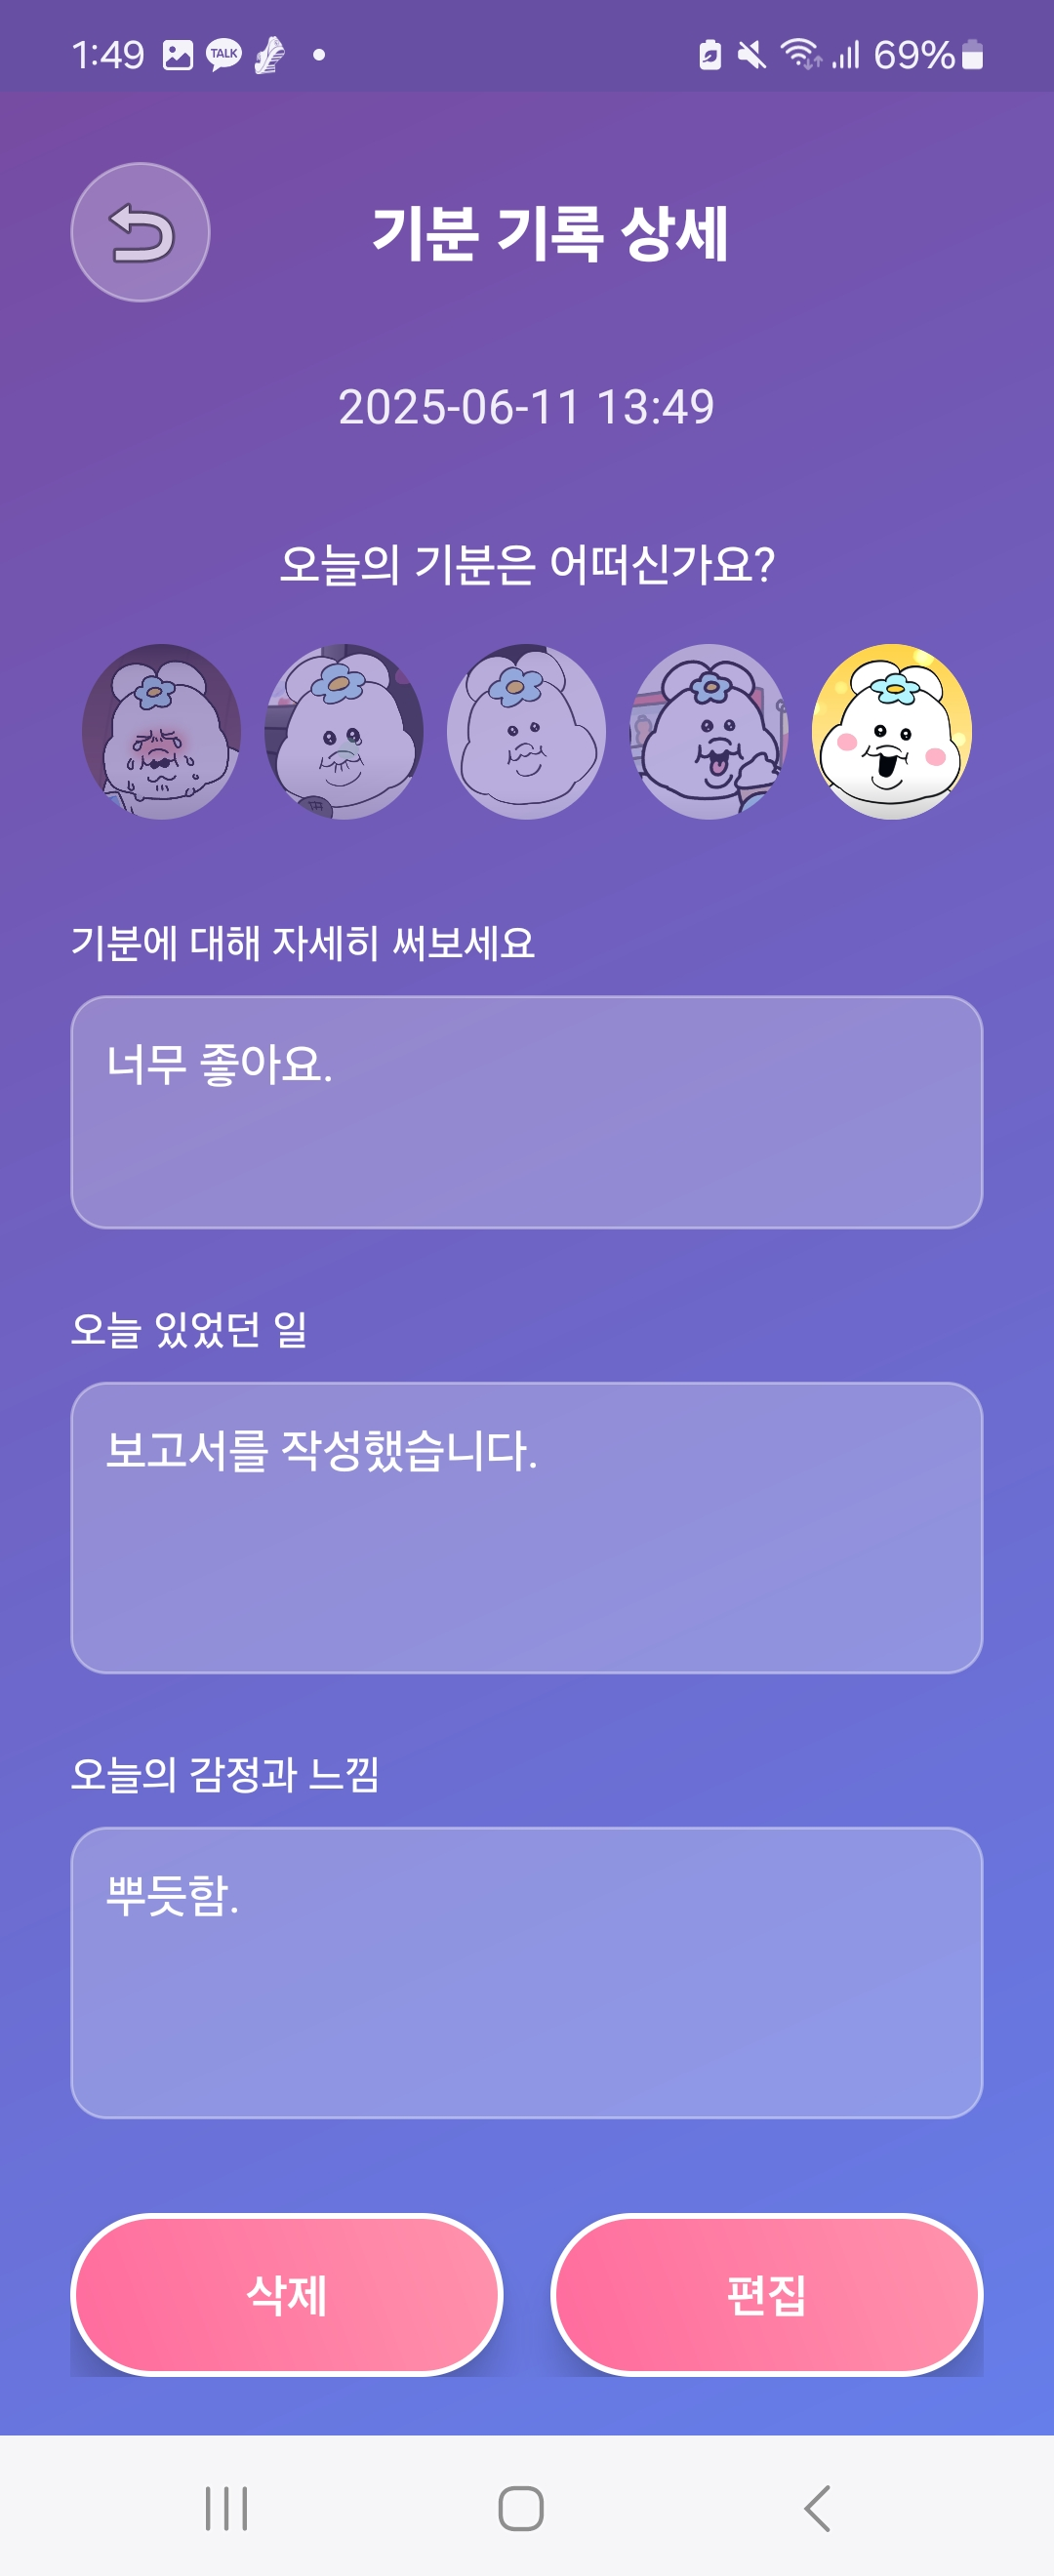 1:49 TALK 69%
기분 기록 상세
2025-06-11 13:49
오늘의 기분은 어떠신가요?
기분에 대해 자세히 써보세요
너무 좋아요.
오늘 있었던 일
보고서를 작성했습니다.
오늘의 감정과 느낌
뿌듯함.
삭제 편집